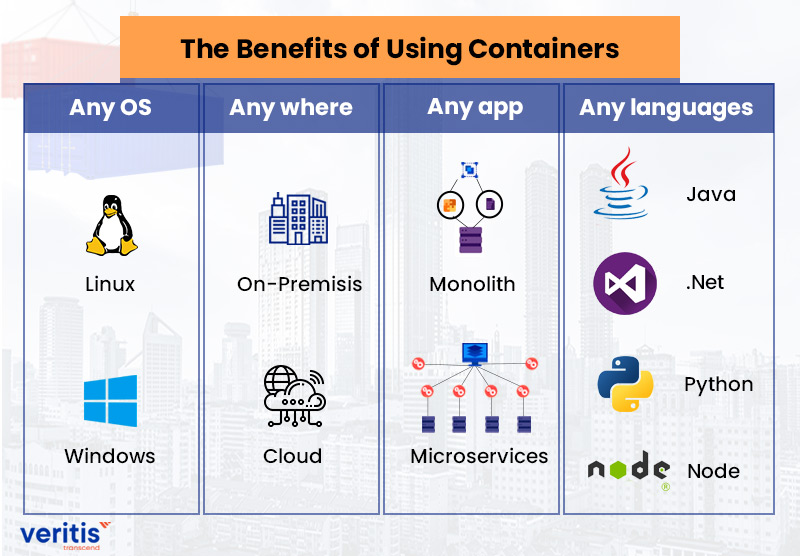 The Benefits of Using Containers
Any OS
Any where
Any app
Any languages
Linux
Windows
On-Premisis
Cloud
Monolith
Microservices
Java
.Net
Python
node
®
Node
veritis
transcend